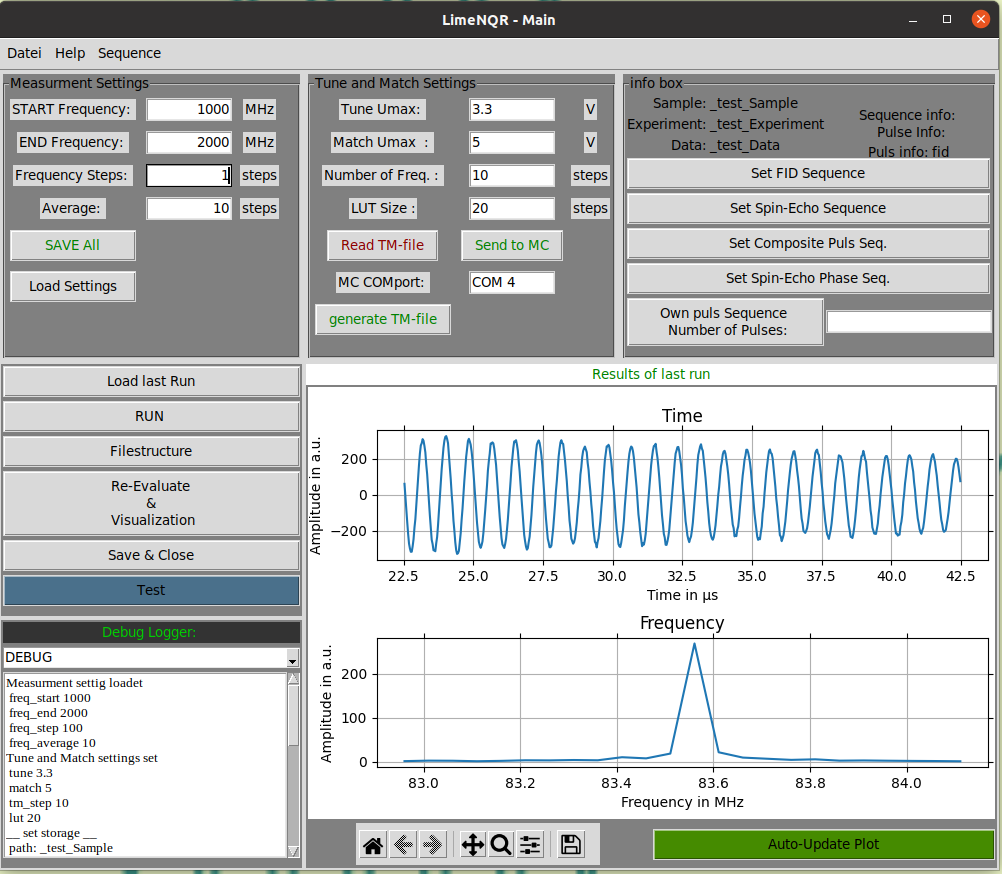 LimeNQR - Main
Datei Help Sequence
Measurment Settings
START Frequency: 1000 MHz
END Frequency: 2000 MHz
Frequency Steps: 1 steps
Average: 10 steps
SAVE All
Load Settings
Tune and Match Settings
Tune Umax: 3.3 V
Match Umax : 5 V
Number of Freq. : 10 steps
LUT Size : 20 steps
Read TM-file Send to MC
MC COMport: COM 4
generate TM-file
info box
Sample: _test_Sample
Experiment: _test_Experiment
Data: _test_Data
Sequence info:
Pulse Info:
Puls info: fid
Set FID Sequence
Set Spin-Echo Sequence
Set Composite Puls Seq.
Set Spin-Echo Phase Seq.
Own puls Sequence
Number of Pulses:
Load last Run
RUN
Filestructure
Re-Evaluate
&
Visualization
Save & Close
Test
Debug Logger:
DEBUG
Measurment settig loadet
freq_start 1000
freq_end 2000
freq_step 100
freq_average 10
Tune and Match settings set
tune 3.3
match 5
tm_step 10
lut 20
__ set storage __
path: _test_Sample
Results of last run
Time
Amplitude in a.u.
200
0
−200
22.5 25.0 27.5 30.0 32.5 35.0 37.5 40.0 42.5
Time in µs
Frequency
Amplitude in a.u.
200
100
0
83.0 83.2 83.4 83.6 83.8 84.0
Frequency in MHz
Auto-Update Plot